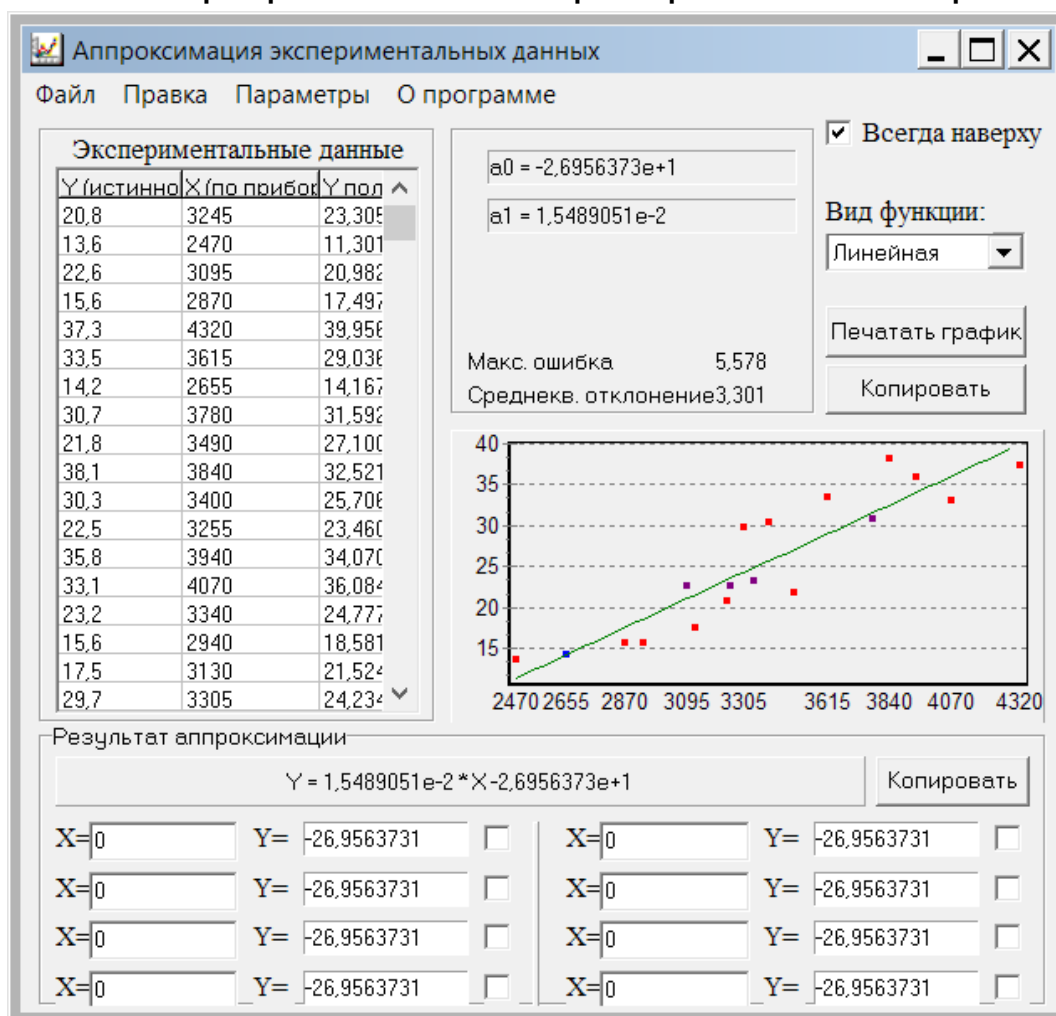 Аппроксимация экспериментальных данных
Файл Правка Параметры О программе
Экспериментальные данные
Y (истинно X (по прибор Y пол
20,8 3245 23,305
13,6 2470 11,301
22,6 3095 20,982
15,6 2870 17,497
37,3 4320 39,956
33,5 3615 29,036
14,2 2655 14,167
30,7 3780 31,592
21,8 3490 27,100
38,1 3840 32,521
30,3 3400 25,706
22,5 3255 23,460
35,8 3940 34,070
33,1 4070 36,084
23,2 3340 24,777
15,6 2940 18,581
17,5 3130 21,524
29,7 3305 24,234
a0 = -2,6956373e+1
a1 = 1,5489051e-2
Макс. ошибка 5,578
Среднекв. отклонение3,301
Всегда наверху
Вид функции:
Линейная
Печатать график
Копировать
40
35
30
25
20
15
2470 2655 2870 3095 3305 3615 3840 4070 4320
Результат аппроксимации
Y = 1,5489051e-2*X-2,6956373e+1
Копировать
X= 0 Y= -26,9563731 X= 0 Y= -26,9563731
X= 0 Y= -26,9563731 X= 0 Y= -26,9563731
X= 0 Y= -26,9563731 X= 0 Y= -26,9563731
X= 0 Y= -26,9563731 X= 0 Y= -26,9563731